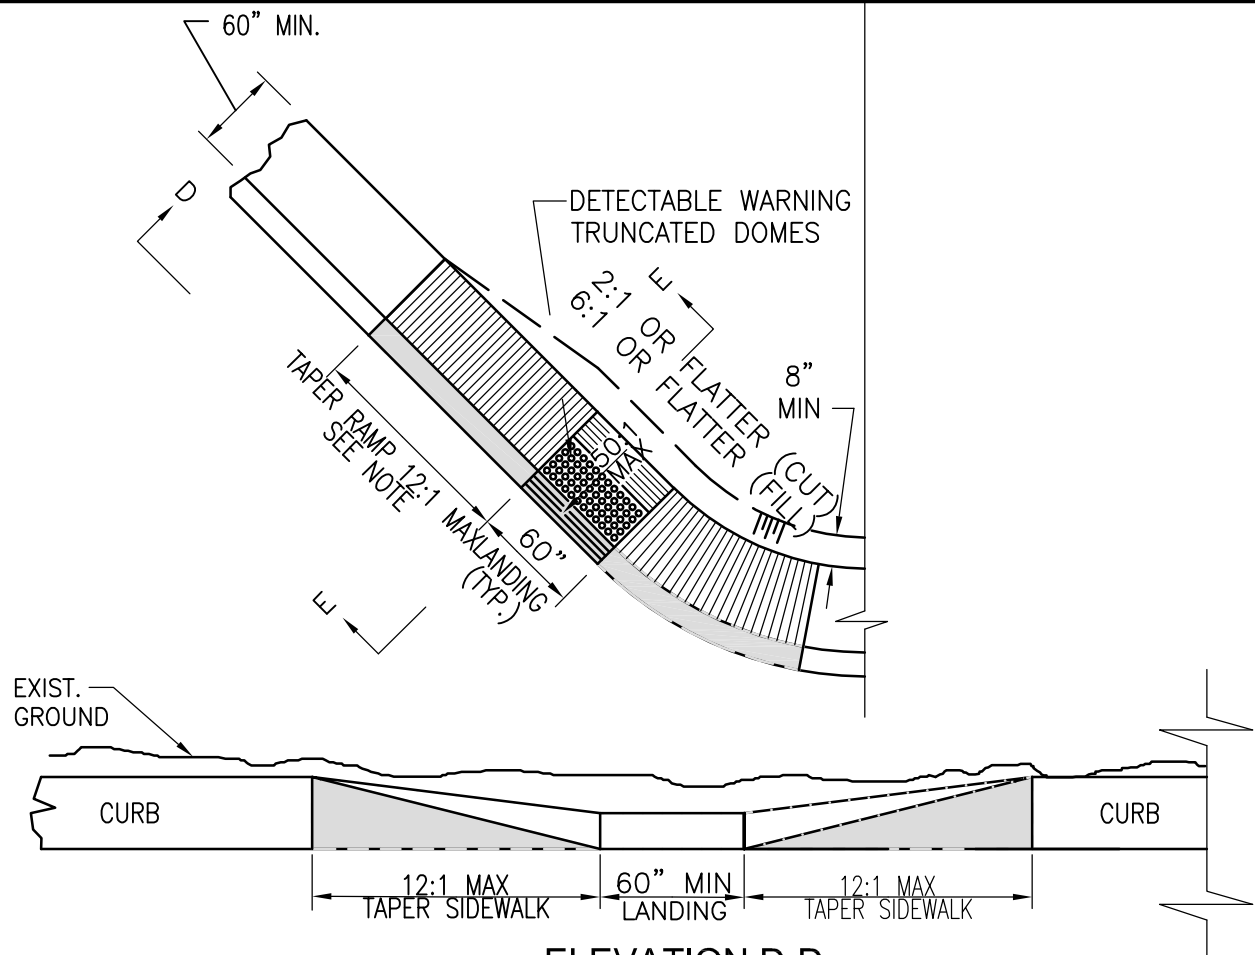 60” MIN.
D
DETECTABLE WARNING
TRUNCATED DOMES
E
2:1 OR FLATTER (CUT)
6:1 OR FLATTER (FILL)
8”
MIN
50:1
MAX
TAPER RAMP 12:1 MAX
SEE NOTE
60”
LANDING
(TYP.)
E
EXIST.
GROUND
CURB
CURB
12:1 MAX
TAPER SIDEWALK
60” MIN
LANDING
12:1 MAX
TAPER SIDEWALK
ELEVATION D-D